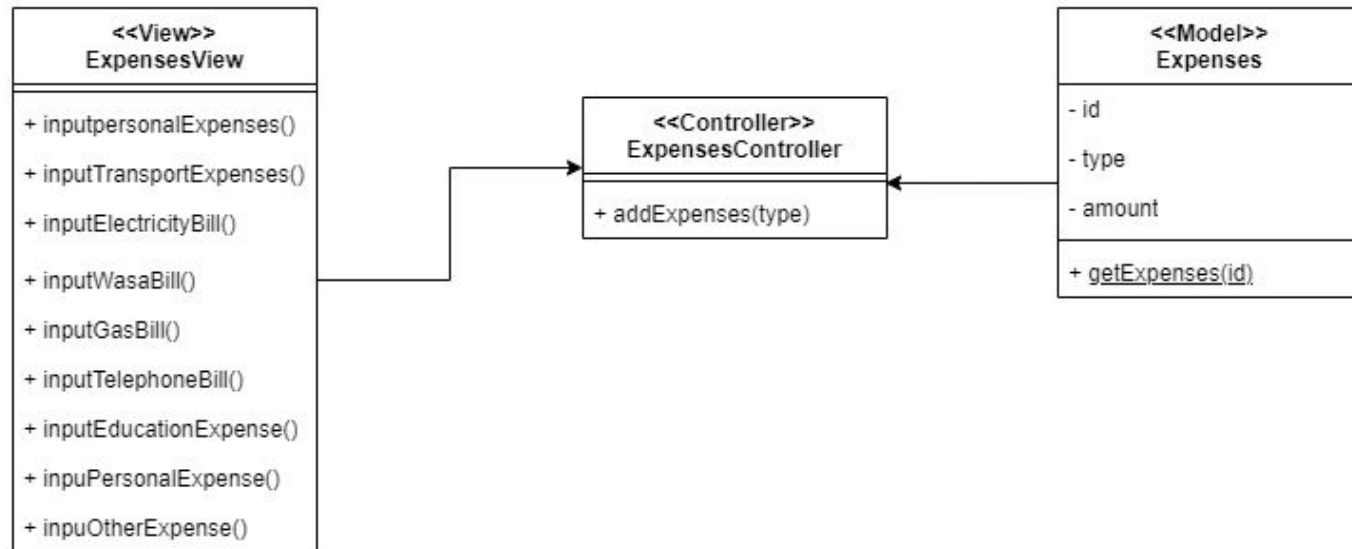 <<View>>
ExpensesView
+ inputpersonalExpenses()
+ inputTransportExpenses()
+ inputElectricityBill()
+ inputWasaBill()
+ inputGasBill()
+ inputTelephoneBill()
+ inputEducationExpense()
+ inpuPersonalExpense()
+ inpuOtherExpense()
<<Controller>>
ExpensesController
+ addExpenses(type)
<<Model>>
Expenses
- id
- type
- amount
+ getExpenses(id)